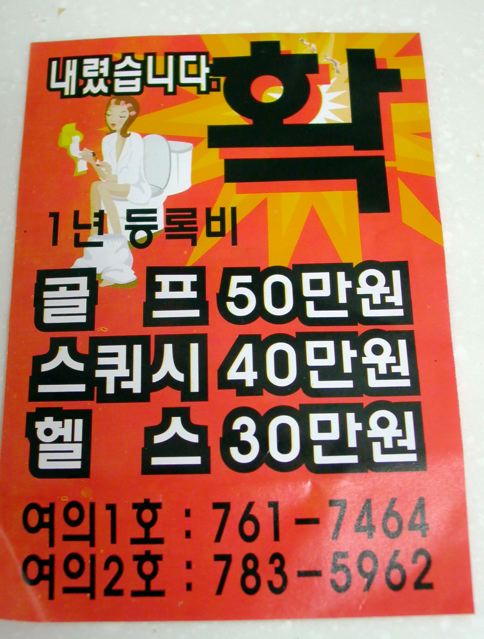 확
내렸습니다.
1년 등록비
골 프 50만원
스쿼시 40만원
헬 스 30만원
여의1호 : 761-7464
여의2호 : 783-5962